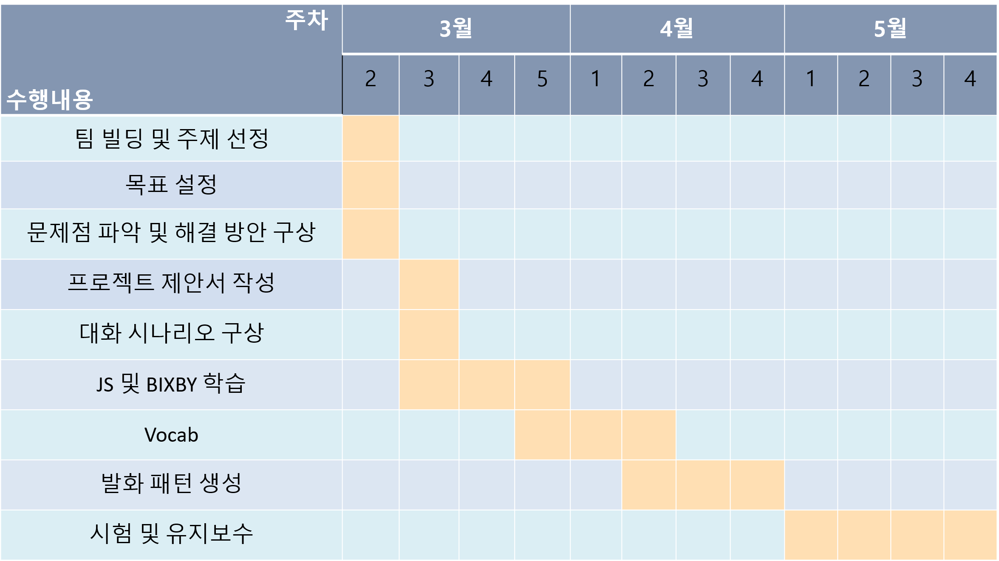 주차
3월 4월 5월
수행내용
2 3 4 5 1 2 3 4 1 2 3 4
팀 빌딩 및 주제 선정
목표 설정
문제점 파악 및 해결 방안 구상
프로젝트 제안서 작성
대화 시나리오 구상
JS 및 BIXBY 학습
Vocab
발화 패턴 생성
시험 및 유지보수